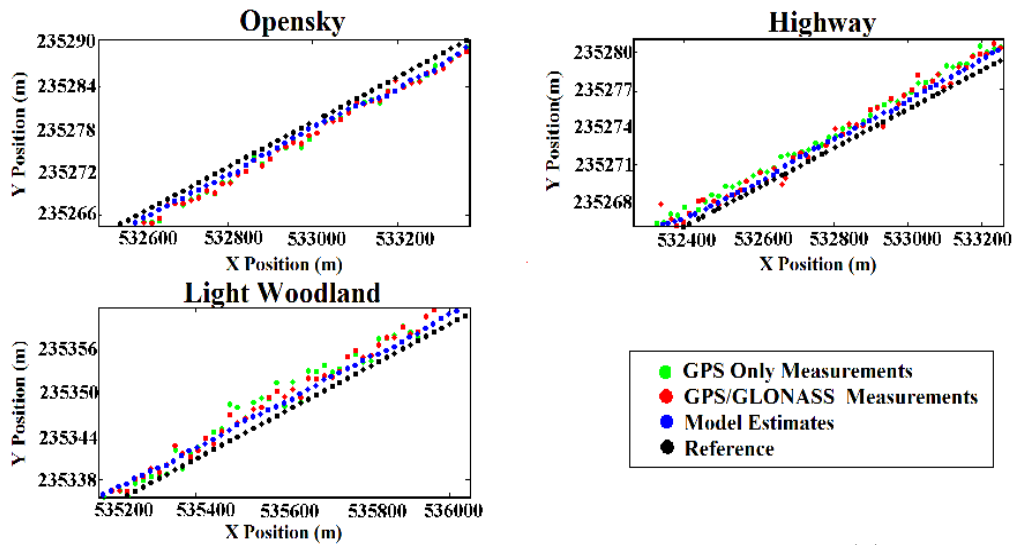 Opensky
235290
235284
235278
235272
235266
Y Position (m)
532600 532800 533000 533200
X Position (m)
Highway
235280
235277
235274
235271
235268
Y Position(m)
532400 532600 532800 533000 533200
X Position (m)
Light Woodland
235356
235350
235344
235338
Y Position (m)
535200 535400 535600 535800 536000
X Position (m)
GPS Only Measurements
GPS/GLONASS Measurements
Model Estimates
Reference